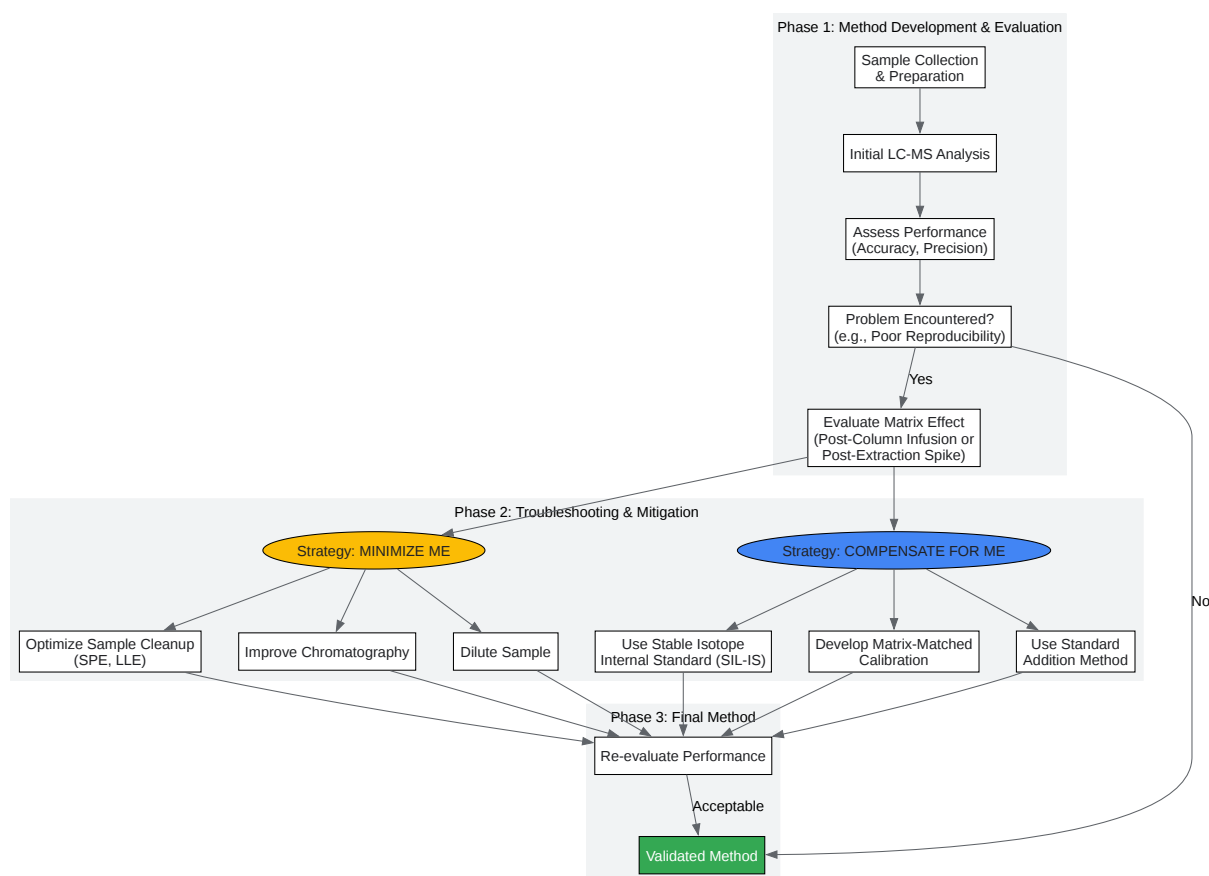 Phase 1: Method Development & Evaluation
Sample Collection
& Preparation
Initial LC-MS Analysis
Assess Performance
(Accuracy, Precision)
Problem Encountered?
(e.g., Poor Reproducibility)
Yes
Evaluate Matrix Effect
(Post-Column Infusion or
Post-Extraction Spike)
Phase 2: Troubleshooting & Mitigation
Strategy: MINIMIZE ME
Strategy: COMPENSATE FOR ME
No
Optimize Sample Cleanup
(SPE, LLE)
Improve Chromatography
Dilute Sample
Use Stable Isotope
Internal Standard (SIL-IS)
Develop Matrix-Matched
Calibration
Use Standard
Addition Method
Phase 3: Final Method
Re-evaluate Performance
Acceptable
Validated Method